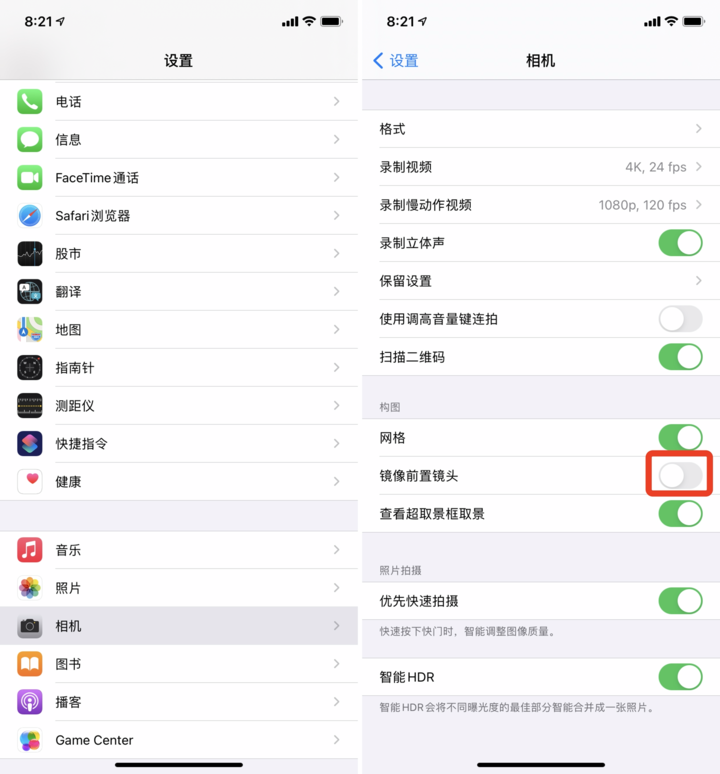 8:21
设置
电话
信息
FaceTime通话
Safari浏览器
股市
翻译
地图
指南针
测距仪
快捷指令
健康
音乐
照片
相机
图书
播客
Game Center
8:21
设置
相机
格式
录制视频 4K, 24 fps
录制慢动作视频 1080p, 120 fps
录制立体声
保留设置
使用调高音量键连拍
扫描二维码
构图
网格
镜像前置镜头
查看超取景框取景
照片拍摄
优先快速拍摄
快速按下快门时，智能调整图像质量。
智能HDR
智能HDR会将不同曝光度的最佳部分智能合并成一张照片。